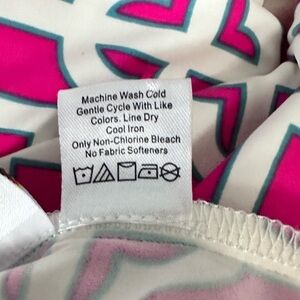 Machine Wash Cold
Gentle Cycle With Like
Colors. Line Dry
Cool Iron
Only Non-Chlorine Bleach
No Fabric Softeners